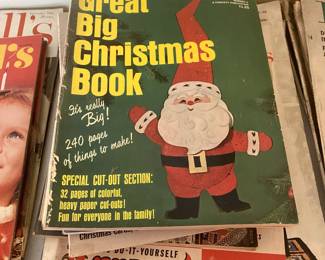 Great
Big
Christmas
Book
It's really
Big!
240 pages
of things to make!
SPECIAL CUT-OUT SECTION:
32 pages of colorful,
heavy paper cut-outs!
Fun for everyone in the family!
DO-IT-YOURSELF